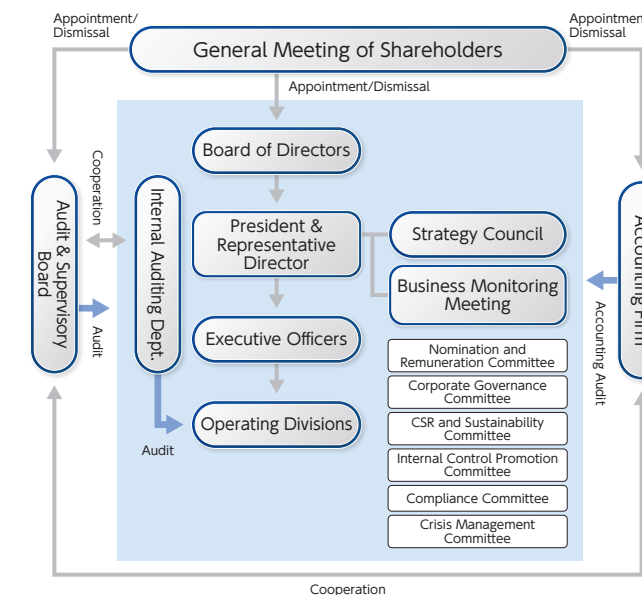 Appointment/
Dismissal
General Meeting of Shareholders
Dismissal
Appointment/Dismissal
Board of Directors
Cooperation
Internal Auditing Dept.
Audit & Supervisory
Board
President &
Representative
Director
Strategy Council
Business Monitoring
Meeting
Audit
Executive Officers
Accounting Audit
Nomination and
Remuneration Committee
Corporate Governance
Committee
Operating Divisions
CSR and Sustainability
Committee
Audit
Internal Control Promotion
Committee
Compliance Committee
Crisis Management
Committee
Accounting Firm
Cooperation